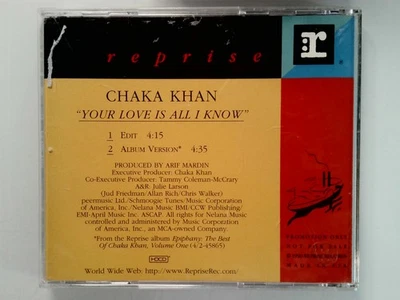 reprise
r
CHAKA KHAN
"YOUR LOVE IS ALL I KNOW"
1 EDIT 4:15
2 ALBUM VERSION* 4:35
PRODUCED BY ARIF MARDIN
Executive Producer: Chaka Khan
Co-Executive Producer: Tammy Coleman-McCrary
A&R: Julie Larson
(Jud Friedman/Allan Rich/Chris Walker)
peermusic Ltd./Schmoogie Tunes/Music Corporation
of America, Inc./Nelana Music BMI/CCW Publishing/
EMI-April Music Inc. ASCAP. All rights for Nelana Music
controlled and administered by Music Corporation
of America, Inc., an MCA-owned Company.
*From the Reprise album Epiphany: The Best
Of Chaka Khan, Volume One (4/2-45865)
HDCD
World Wide Web: http://www.RepriseRec.com/
NOT FOR SALE